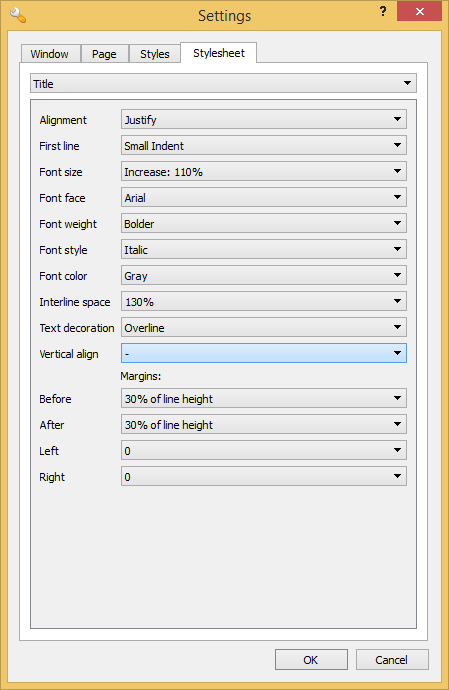 Settings
?
Window Page Styles Stylesheet
Title
Alignment Justify
First line Small Indent
Font size Increase: 110%
Font face Arial
Font weight Bolder
Font style Italic
Font color Gray
Interline space 130%
Text decoration Overline
Vertical align -
Margins:
Before 30% of line height
After 30% of line height
Left 0
Right 0
OK Cancel